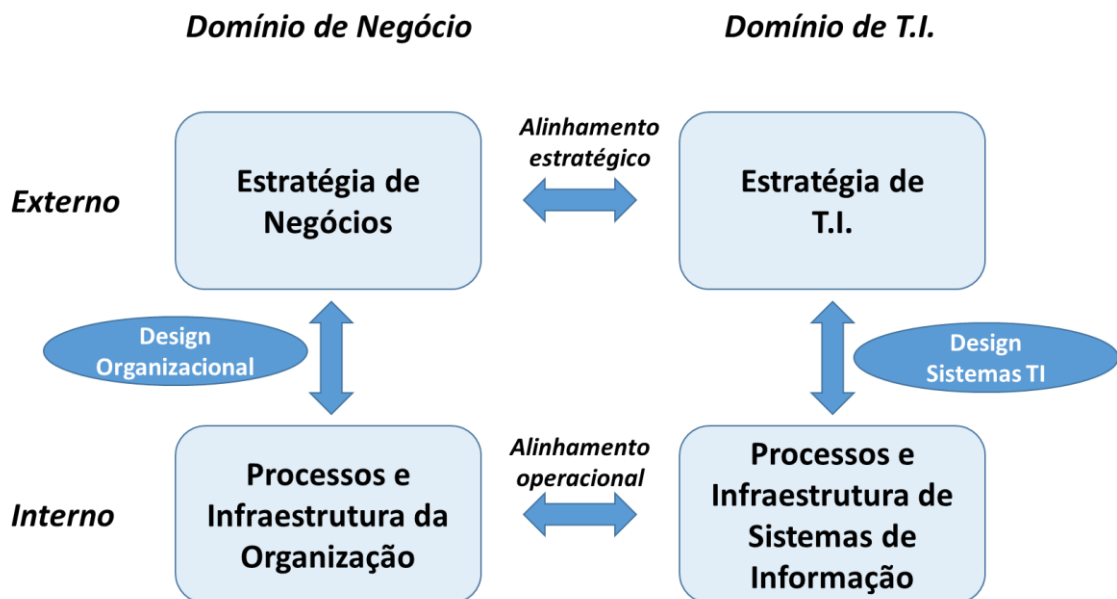 Domínio de Negócio
Domínio de T.I.
Externo
Estratégia de
Negócios
Alinhamento
estratégico
Estratégia de
T.I.
Design
Organizacional
Design
Sistemas TI
Interno
Processos e
Infraestrutura da
Organização
Alinhamento
operacional
Processos e
Infraestrutura de
Sistemas de
Informação